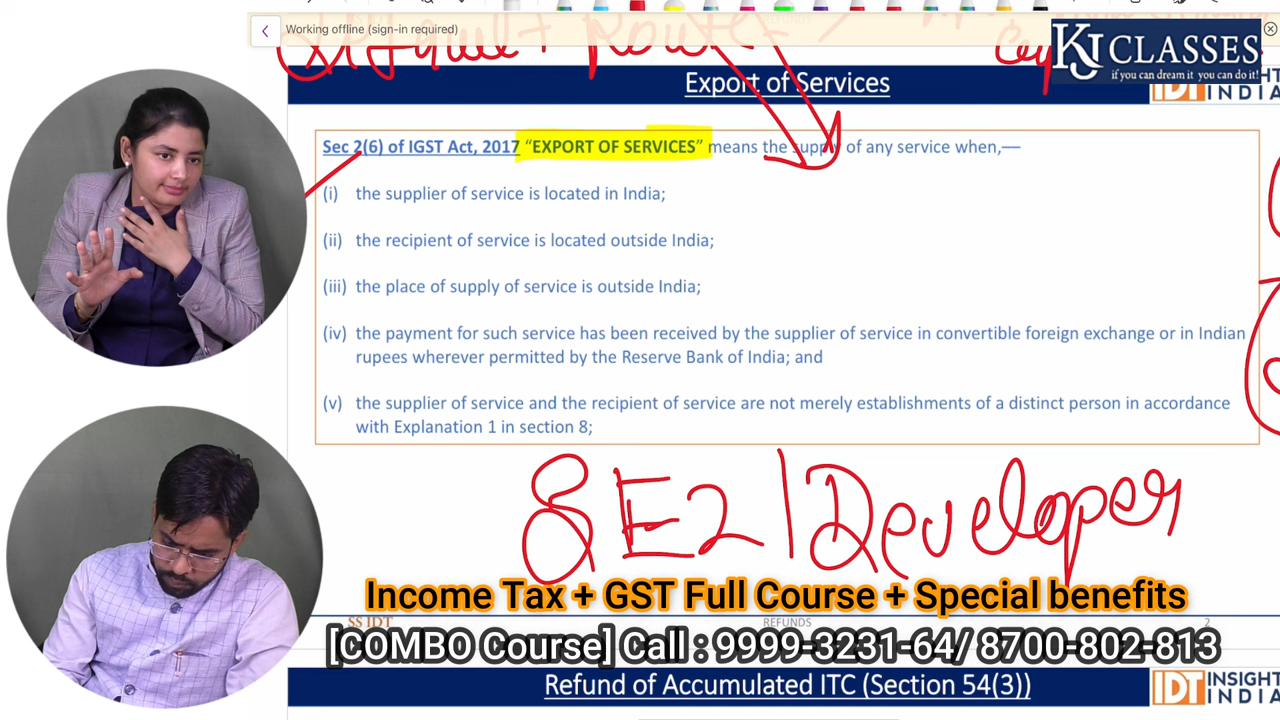 Working offline (sign-in required)
KJ CLASSES
if you can dream it you can do it!
Export of Services
INSIGHT
IDT INDIA
Sec 2(6) of IGST Act, 2017 “EXPORT OF SERVICES” means the supply of any service when,—
(i) the supplier of service is located in India;
(ii) the recipient of service is located outside India;
(iii) the place of supply of service is outside India;
(iv) the payment for such service has been received by the supplier of service in convertible foreign exchange or in Indian
rupees wherever permitted by the Reserve Bank of India; and
(v) the supplier of service and the recipient of service are not merely establishments of a distinct person in accordance
with Explanation 1 in section 8;
Developer
Income Tax + GST Full Course + Special benefits
SS IDT REFUNDS 2
[COMBO Course] Call : 9999-3231-64/ 8700-802-813
Refund of Accumulated ITC (Section 54(3))
IDT INSIGHT
INDIA